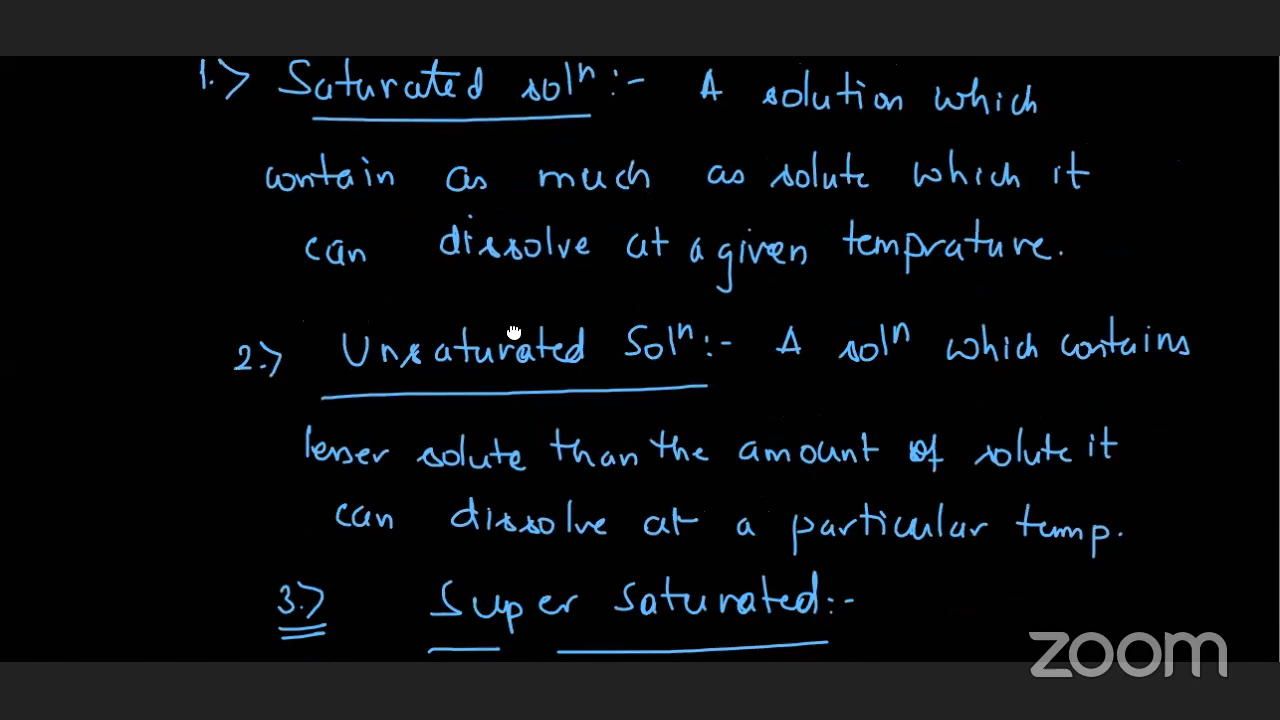 1.> Saturated solⁿ:- A solution which
contain as much as solute which it
can dissolve at a given temprature.
2.> Unsaturated Solⁿ:- A solⁿ which contains
lesser solute than the amount of solute it
can dissolve at a particular temp.
3.> Super saturated:-
zoom